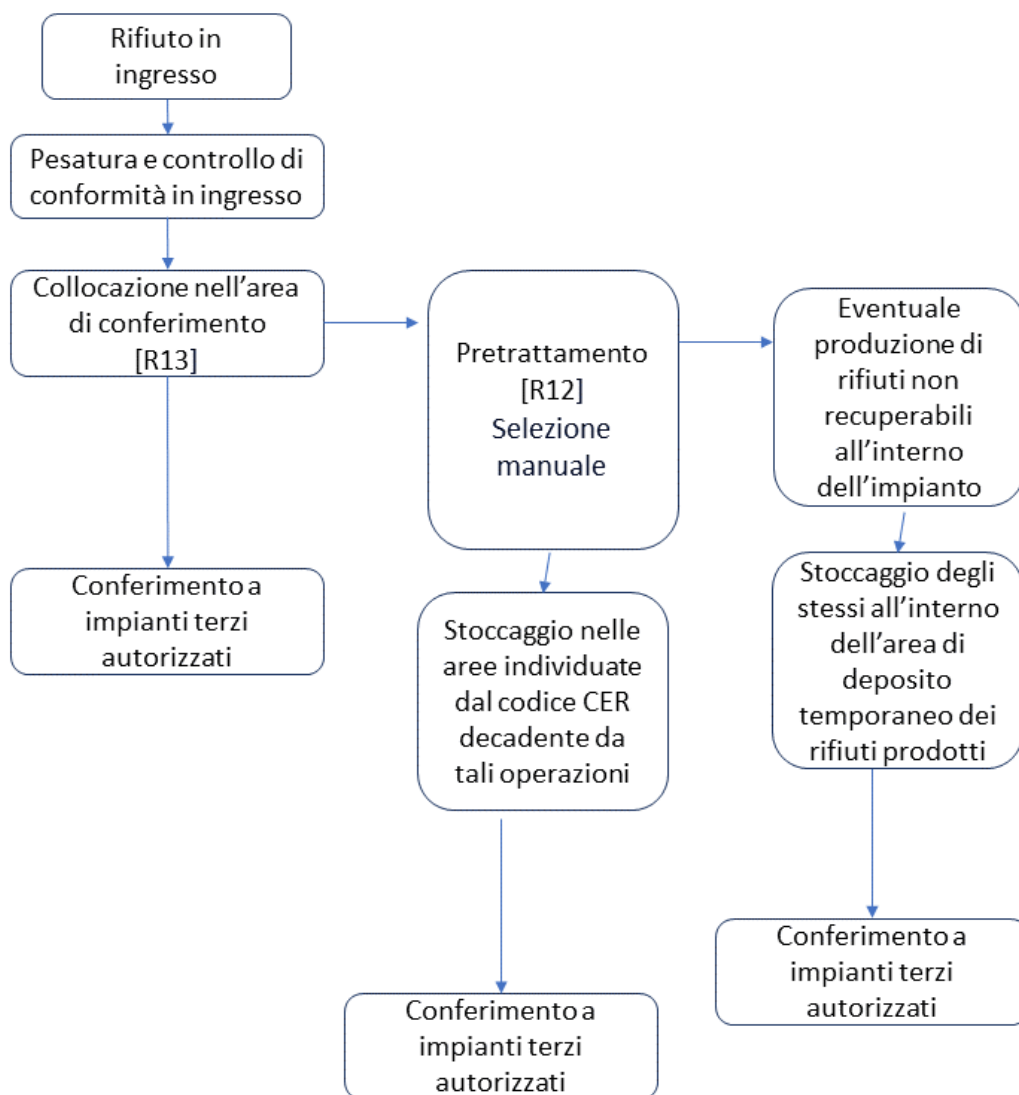 Rifiuto in
ingresso
Pesatura e controllo di
conformità in ingresso
Collocazione nell'area
di conferimento
[R13]
Conferimento a
impianti terzi
autorizzati
Pretrattamento
[R12]
Selezione
manuale
Stoccaggio nelle
aree individuate
dal codice CER
decadente da
tali operazioni
Conferimento a
impianti terzi
autorizzati
Eventuale
produzione di
rifiuti non
recuperabili
all'interno
dell'impianto
Stoccaggio degli
stessi all'interno
dell'area di
deposito
temporaneo dei
rifiuti prodotti
Conferimento a
impianti terzi
autorizzati